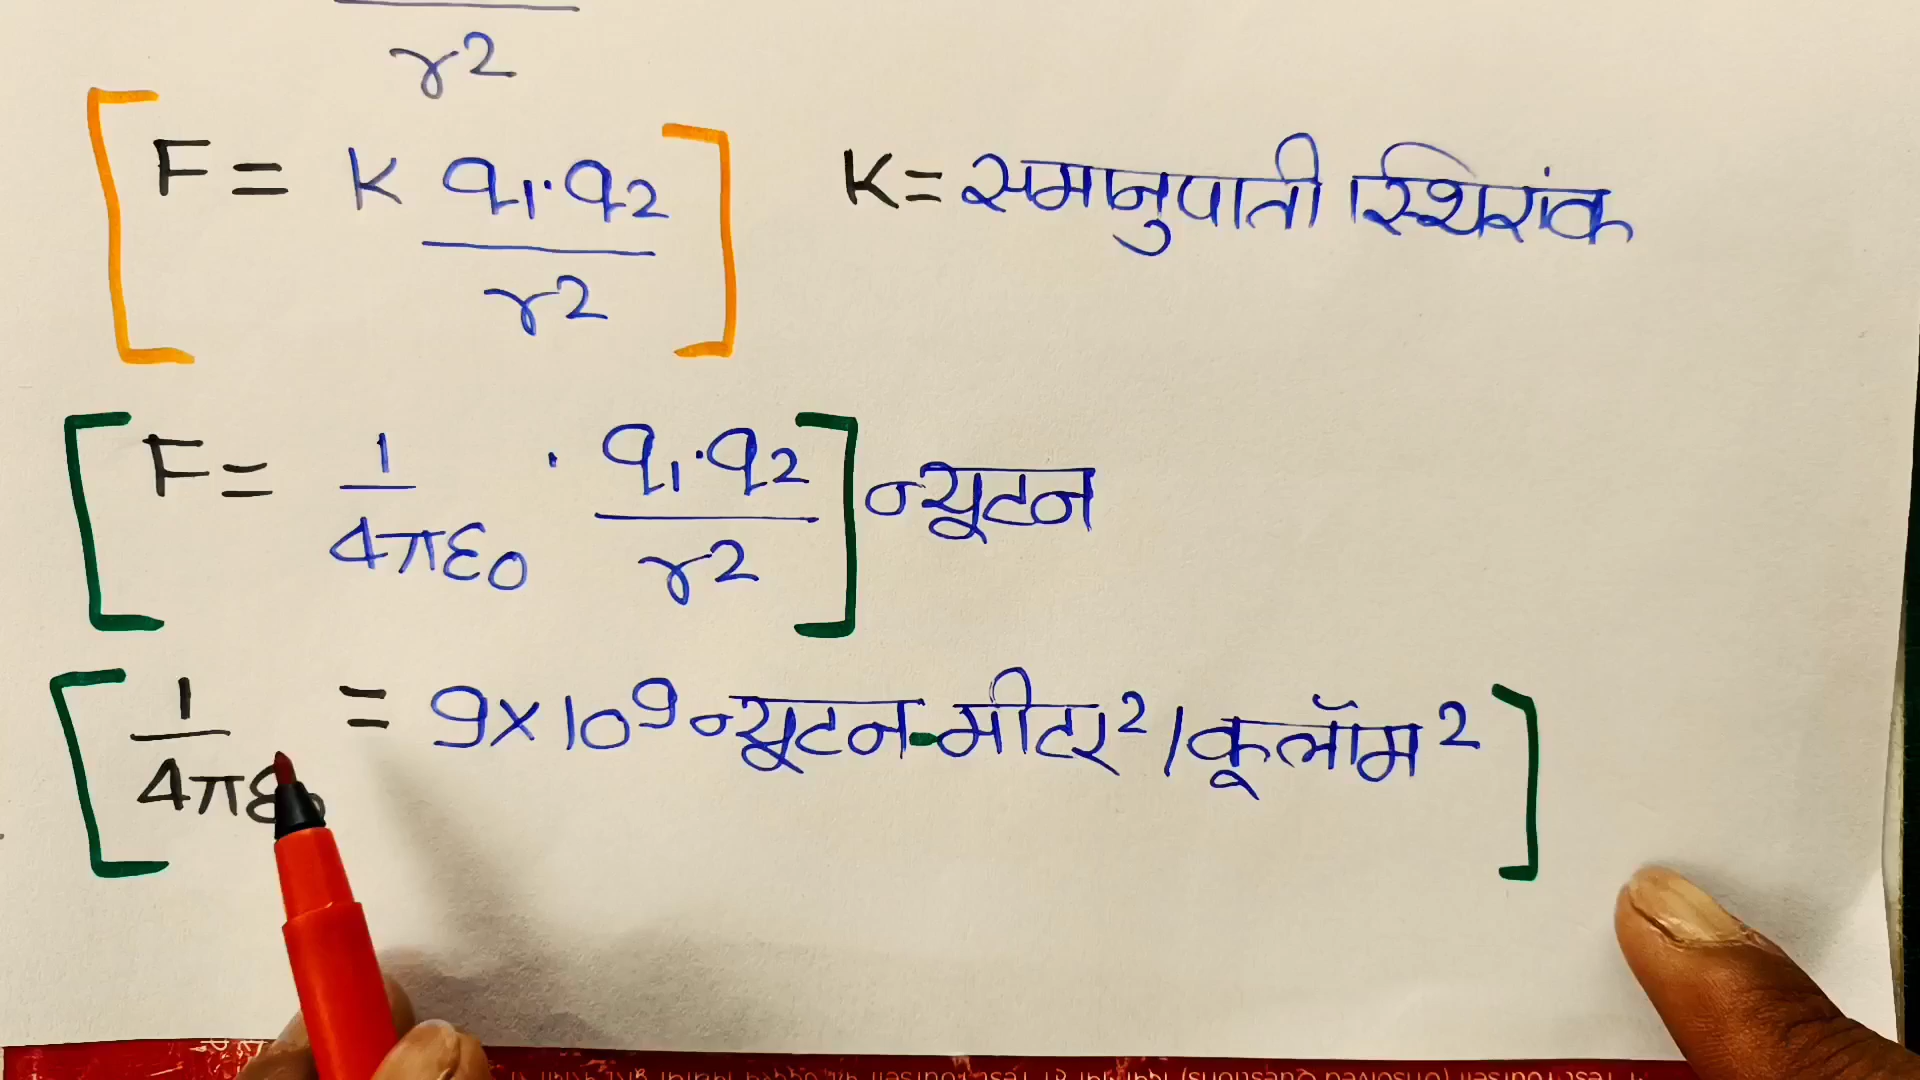 r²
F = K q₁·q₂ / r²
K = समानुपाती स्थिरांक
F = 1 / 4πε₀ · q₁·q₂ / r² न्यूटन
1 / 4πε₀ = 9×10⁹ न्यूटन-मीटर² / कूलॉम²